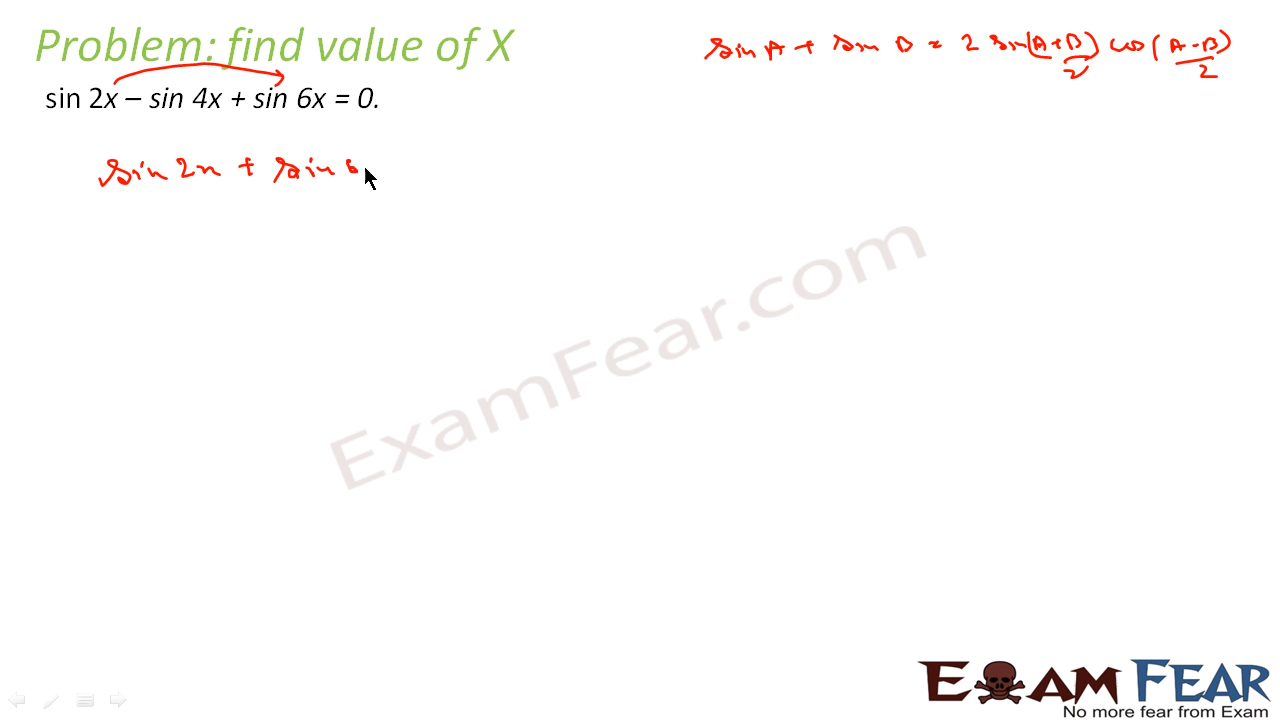 Problem: find value of X
sin A + sin B = 2 sin(A+B)/2 cos(A-B)/2
sin 2x – sin 4x + sin 6x = 0.
sin 2x + sin 6
ExamFear.com
EXAM FEAR
No more fear from Exam